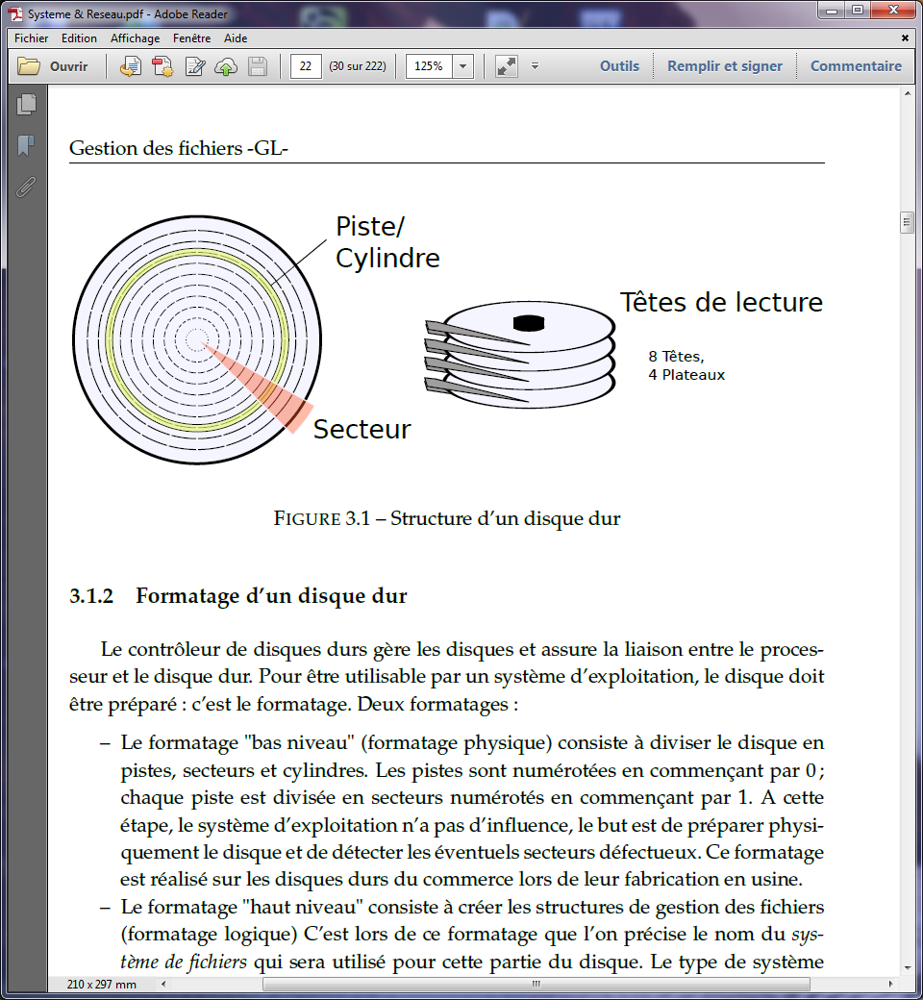 Systeme & Reseau.pdf - Adobe Reader
Fichier Edition Affichage Fenêtre Aide
Ouvrir 22 (30 sur 222) 125% Outils Remplir et signer Commentaire
Gestion des fichiers -GL-
Piste/
Cylindre
Têtes de lecture
8 Têtes,
4 Plateaux
Secteur
FIGURE 3.1 – Structure d'un disque dur
3.1.2 Formatage d'un disque dur
Le contrôleur de disques durs gère les disques et assure la liaison entre le proces-
seur et le disque dur. Pour être utilisable par un système d'exploitation, le disque doit
être préparé : c'est le formatage. Deux formatages :
– Le formatage "bas niveau" (formatage physique) consiste à diviser le disque en
pistes, secteurs et cylindres. Les pistes sont numérotées en commençant par 0 ;
chaque piste est divisée en secteurs numérotés en commençant par 1. A cette
étape, le système d'exploitation n'a pas d'influence, le but est de préparer physi-
quement le disque et de détecter les éventuels secteurs défectueux. Ce formatage
est réalisé sur les disques durs du commerce lors de leur fabrication en usine.
– Le formatage "haut niveau" consiste à créer les structures de gestion des fichiers
(formatage logique) C'est lors de ce formatage que l'on précise le nom du sys-
tème de fichiers qui sera utilisé pour cette partie du disque. Le type de système
210 x 297 mm